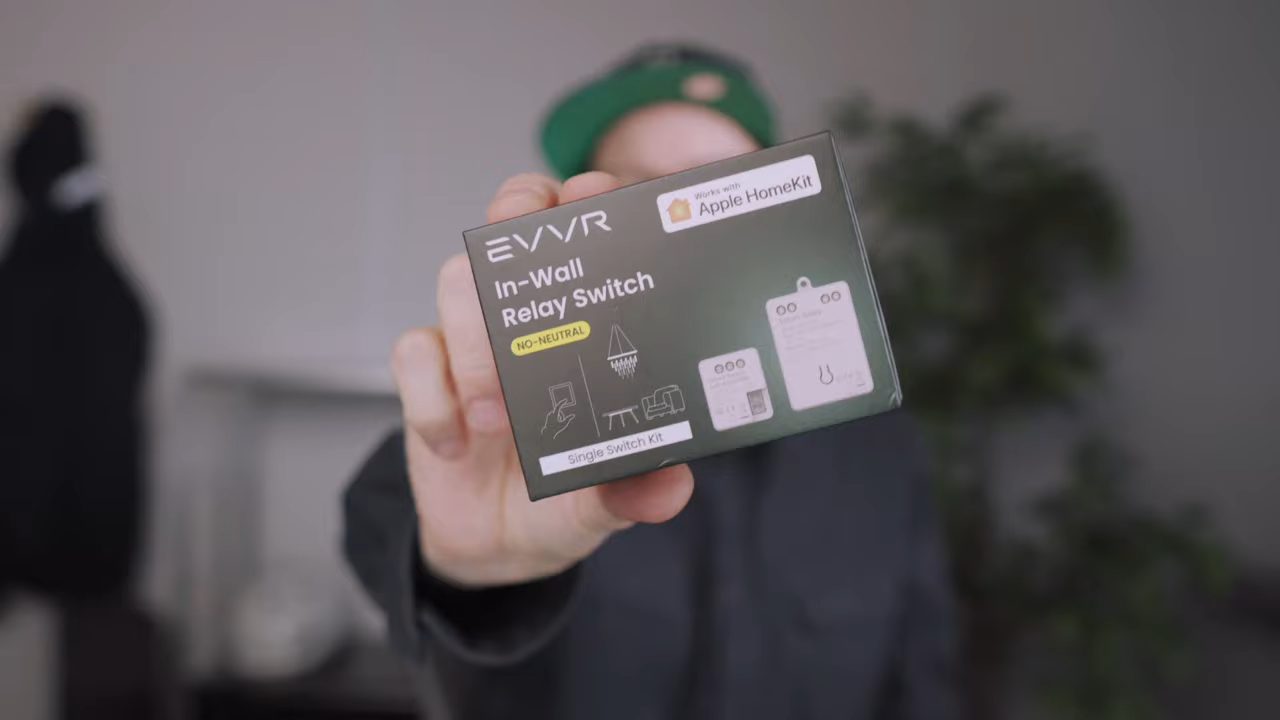 EVVR
Works with
Apple HomeKit
In-Wall
Relay Switch
NO-NEUTRAL
Single Switch Kit